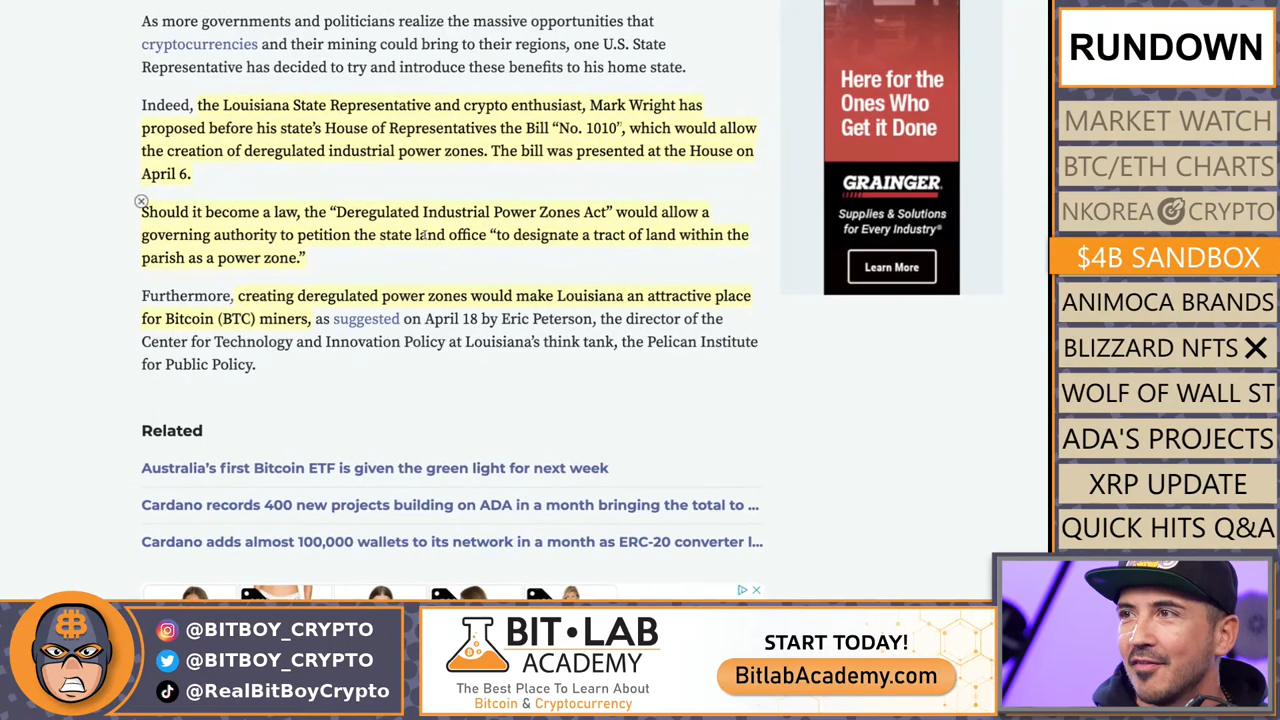 As more governments and politicians realize the massive opportunities that
cryptocurrencies and their mining could bring to their regions, one U.S. State
Representative has decided to try and introduce these benefits to his home state.
Indeed, the Louisiana State Representative and crypto enthusiast, Mark Wright has
proposed before his state's House of Representatives the Bill “No. 1010”, which would allow
the creation of deregulated industrial power zones. The bill was presented at the House on
April 6.
Should it become a law, the “Deregulated Industrial Power Zones Act” would allow a
governing authority to petition the state land office “to designate a tract of land within the
parish as a power zone.”
Furthermore, creating deregulated power zones would make Louisiana an attractive place
for Bitcoin (BTC) miners, as suggested on April 18 by Eric Peterson, the director of the
Center for Technology and Innovation Policy at Louisiana's think tank, the Pelican Institute
for Public Policy.
Related
Australia's first Bitcoin ETF is given the green light for next week
Cardano records 400 new projects building on ADA in a month bringing the total to ...
Cardano adds almost 100,000 wallets to its network in a month as ERC-20 converter l...
Here for the
Ones Who
Get it Done
GRAINGER
Supplies & Solutions
for Every Industry®
Learn More
RUNDOWN
MARKET WATCH
BTC/ETH CHARTS
NKOREA CRYPTO
$4B SANDBOX
ANIMOCA BRANDS
BLIZZARD NFTS
WOLF OF WALL ST
ADA'S PROJECTS
XRP UPDATE
QUICK HITS Q&A
@BITBOY_CRYPTO
@BITBOY_CRYPTO
@RealBitBoyCrypto
BIT•LAB
ACADEMY
The Best Place To Learn About
Bitcoin & Cryptocurrency
START TODAY!
BitlabAcademy.com